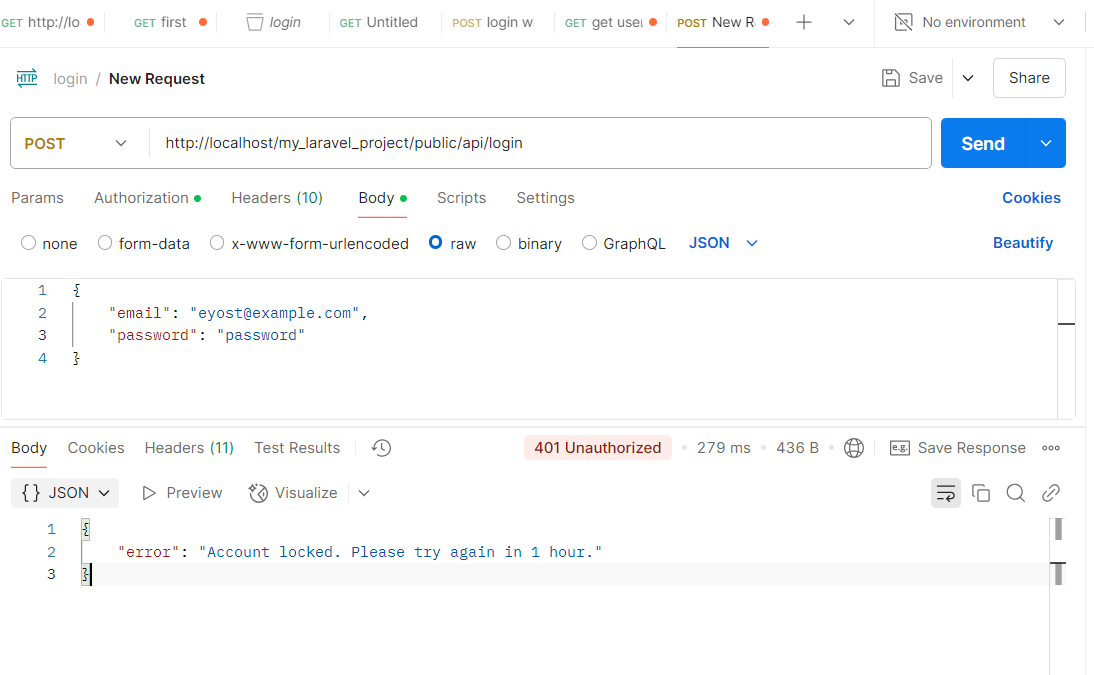 GET http://lo GET first login GET Untitled POST login w GET get use POST New R No environment
HTTP login / New Request Save Share
POST http://localhost/my_laravel_project/public/api/login Send
Params Authorization Headers (10) Body Scripts Settings Cookies
none form-data x-www-form-urlencoded raw binary GraphQL JSON Beautify
1 {
2 "email": "eyost@example.com",
3 "password": "password"
4 }
Body Cookies Headers (11) Test Results 401 Unauthorized 279 ms 436 B e.g. Save Response
{} JSON Preview Visualize
1 {
2 "error": "Account locked. Please try again in 1 hour."
3 }